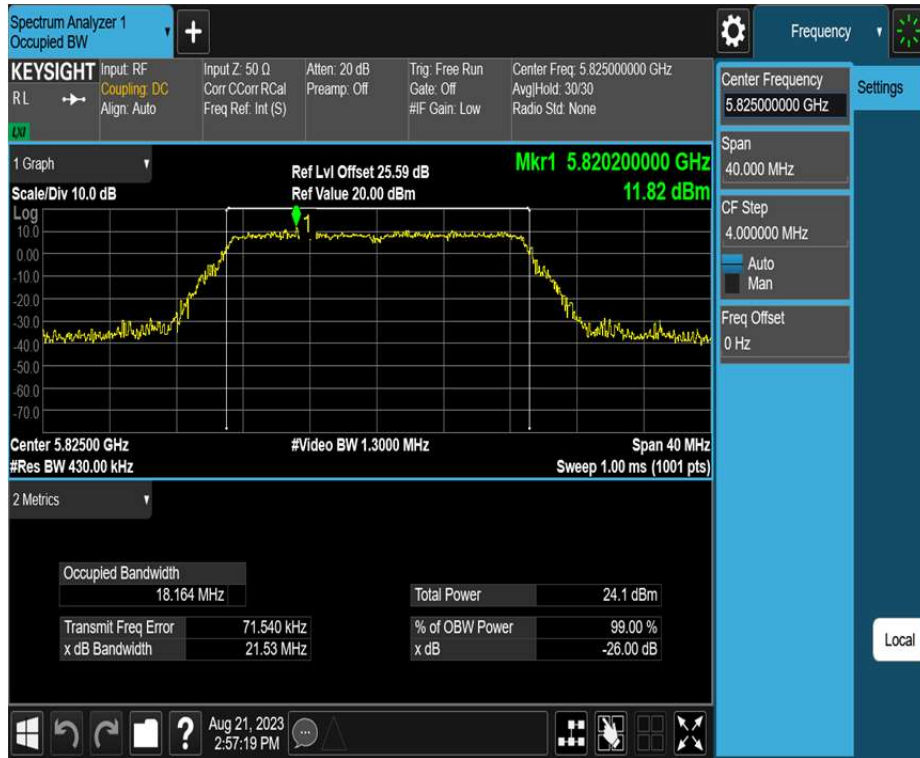 Spectrum Analyzer 1
Occupied BW
+
Frequency
KEYSIGHT
RL
LXI
Input: RF
Coupling: DC
Align: Auto
Input Z: 50 Ω
Corr CCorr RCal
Freq Ref: Int (S)
Atten: 20 dB
Preamp: Off
Trig: Free Run
Gate: Off
#IF Gain: Low
Center Freq: 5.825000000 GHz
Avg|Hold: 30/30
Radio Std: None
Center Frequency
5.825000000 GHz
Settings
Span
40.000 MHz
CF Step
4.000000 MHz
Auto
Man
Freq Offset
0 Hz
Local
1 Graph
Scale/Div 10.0 dB
Ref Lvl Offset 25.59 dB
Ref Value 20.00 dBm
Mkr1 5.820200000 GHz
11.82 dBm
Log
10.0
0.00
-10.0
-20.0
-30.0
-40.0
-50.0
-60.0
-70.0
1
Center 5.82500 GHz
#Res BW 430.00 kHz
#Video BW 1.3000 MHz
Span 40 MHz
Sweep 1.00 ms (1001 pts)
2 Metrics
Occupied Bandwidth
18.164 MHz
Transmit Freq Error 71.540 kHz
x dB Bandwidth 21.53 MHz
Total Power 24.1 dBm
% of OBW Power 99.00 %
x dB -26.00 dB
?
Aug 21, 2023
2:57:19 PM